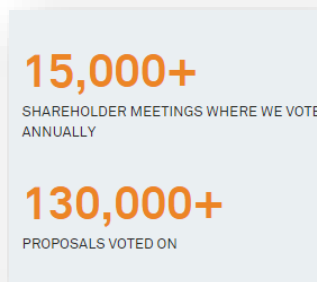 15,000+
SHAREHOLDER MEETINGS WHERE WE VOTE
ANNUALLY
130,000+
PROPOSALS VOTED ON